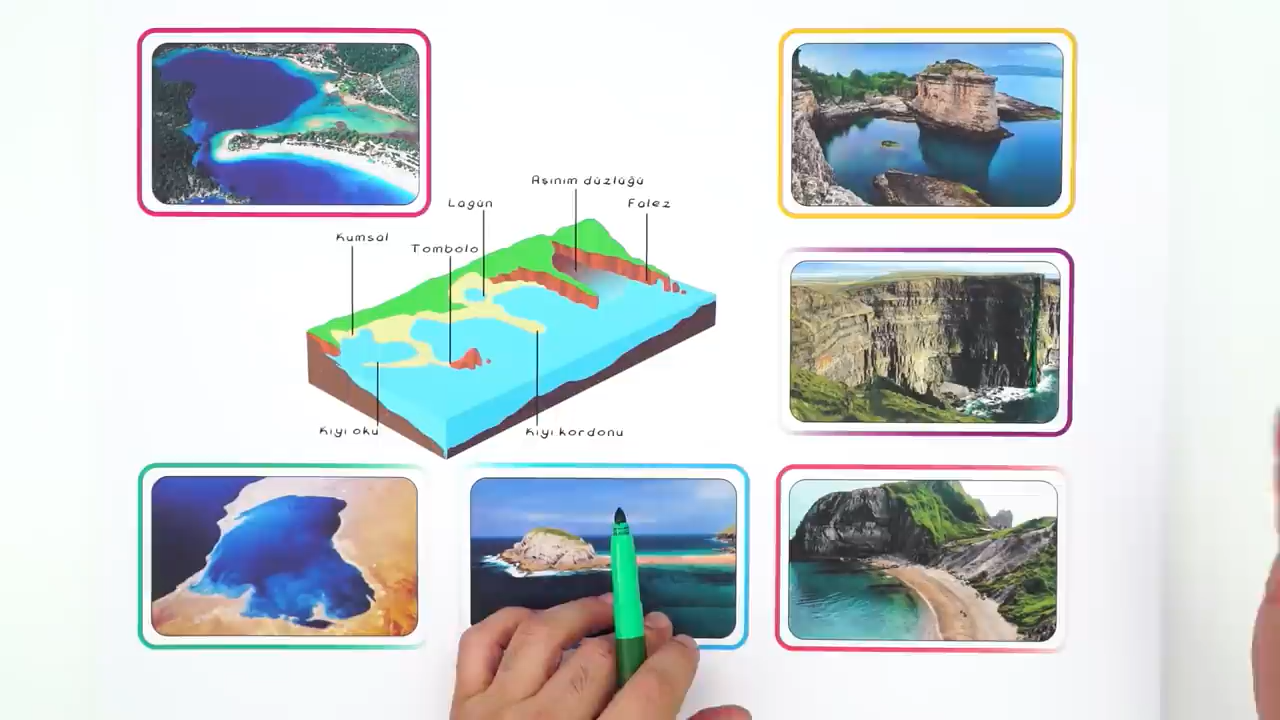 Aşınım düzlüğü
Lagün
Falez
Kumsal
Tombolo
Kıyı oku
Kıyı kordonu